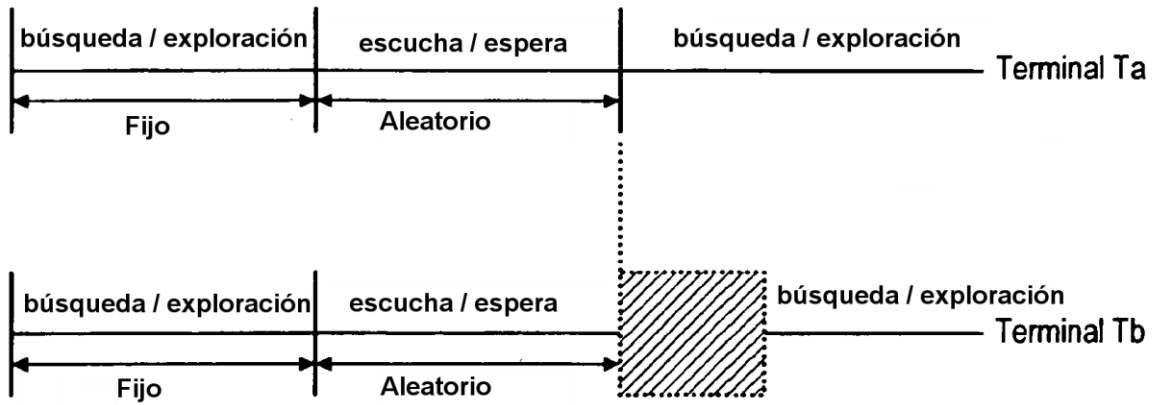 búsqueda / exploración escucha / espera búsqueda / exploración
Terminal Ta
Fijo Aleatorio
búsqueda / exploración escucha / espera búsqueda / exploración
Terminal Tb
Fijo Aleatorio